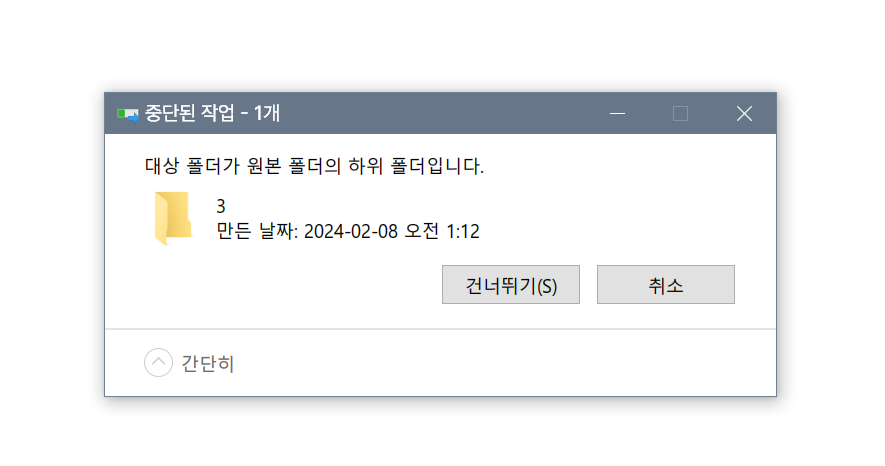 중단된 작업 - 1개
대상 폴더가 원본 폴더의 하위 폴더입니다.
3
만든 날짜: 2024-02-08 오전 1:12
건너뛰기(S)
취소
간단히